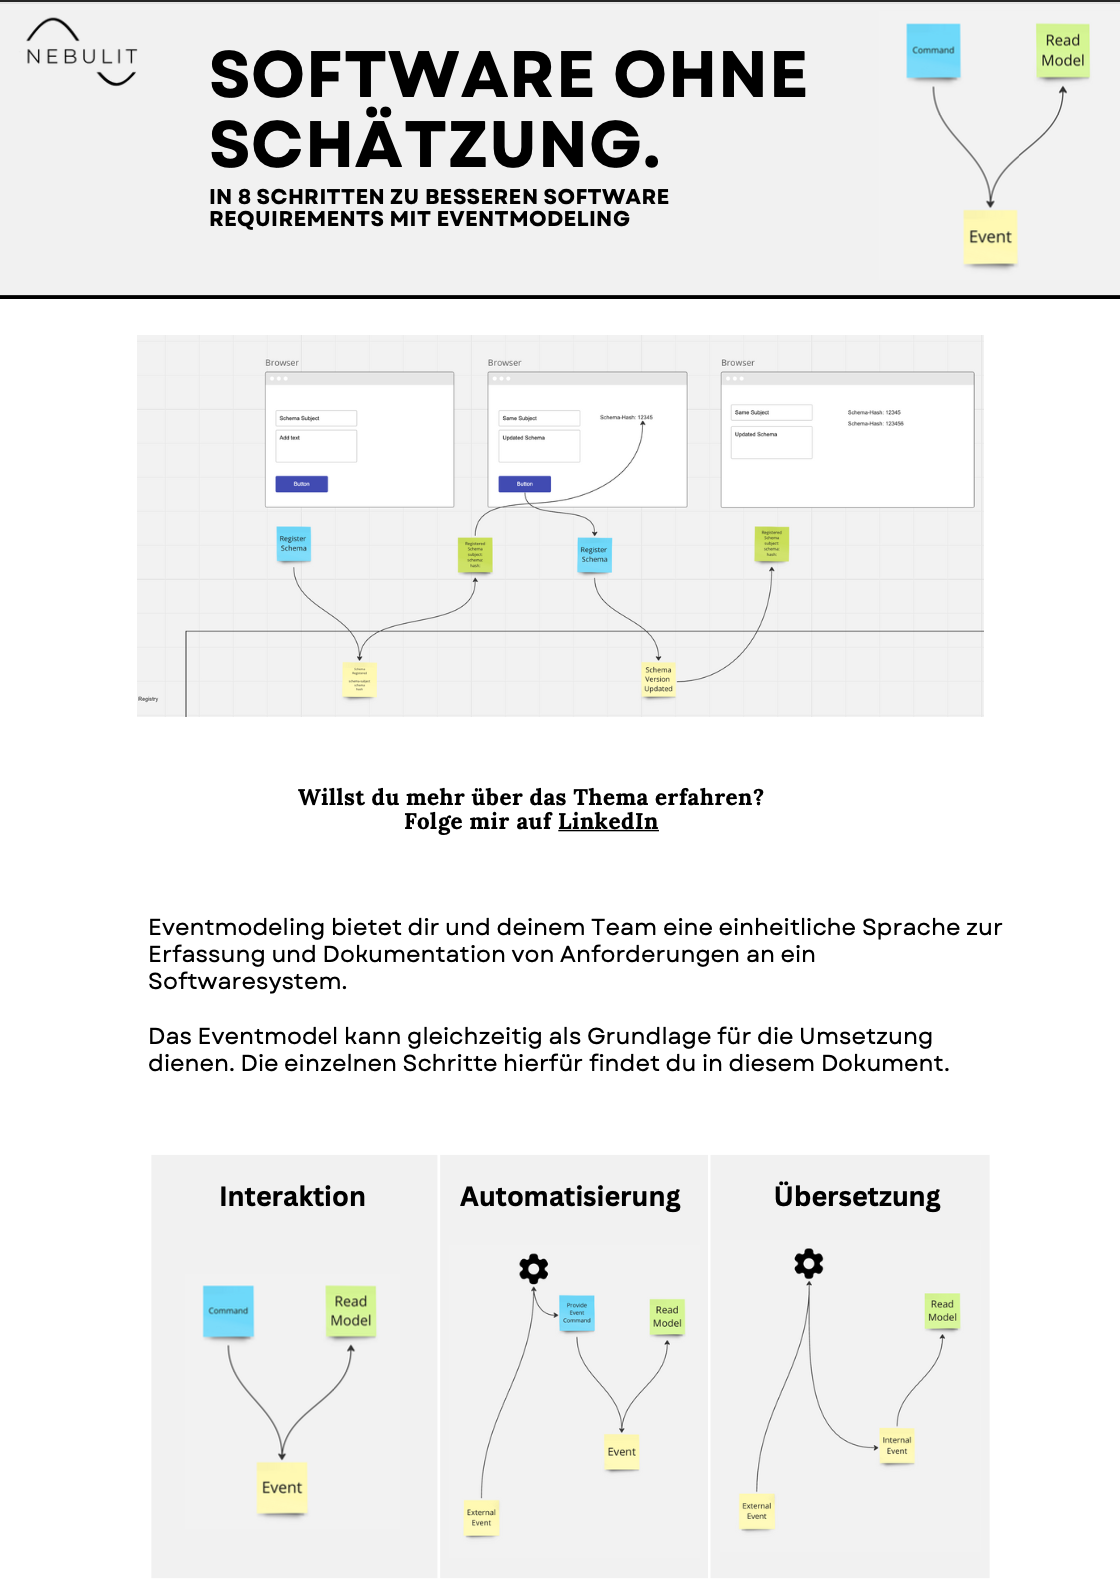 NEBULIT
SOFTWARE OHNE
SCHÄTZUNG.
IN 8 SCHRITTEN ZU BESSEREN SOFTWARE
REQUIREMENTS MIT EVENTMODELING
Command
Read
Model
Event
Browser
Schema Subject
Add text
Button
Browser
Same Subject
Schema-Hash: 12345
Updated Schema
Button
Browser
Same Subject
Schema-Hash: 12345
Schema-Hash: 123456
Updated Schema
Register
Schema
Registered
Schema
subject
schema
hash
Register
Schema
Registered
Schema
subject
schema
hash
Schema
Registered
schema subject
schema
hash
Schema
Version
Updated
Registry
Willst du mehr über das Thema erfahren?
Folge mir auf LinkedIn
Eventmodeling bietet dir und deinem Team eine einheitliche Sprache zur
Erfassung und Dokumentation von Anforderungen an ein
Softwaresystem.
Das Eventmodel kann gleichzeitig als Grundlage für die Umsetzung
dienen. Die einzelnen Schritte hierfür findet du in diesem Dokument.
Interaktion
Command
Read
Model
Event
Automatisierung
Provide
Event
Command
Read
Model
Event
External
Event
Übersetzung
Read
Model
Internal
Event
External
Event